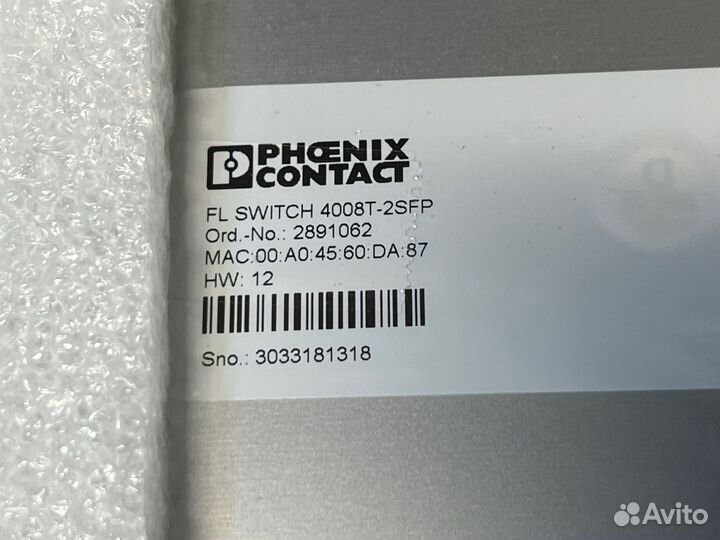 PHŒNIX
CONTACT
FL SWITCH 4008T-2SFP
Ord.-No.: 2891062
MAC:00:A0:45:60:DA:87
HW: 12
Sno.: 3033181318
Avito